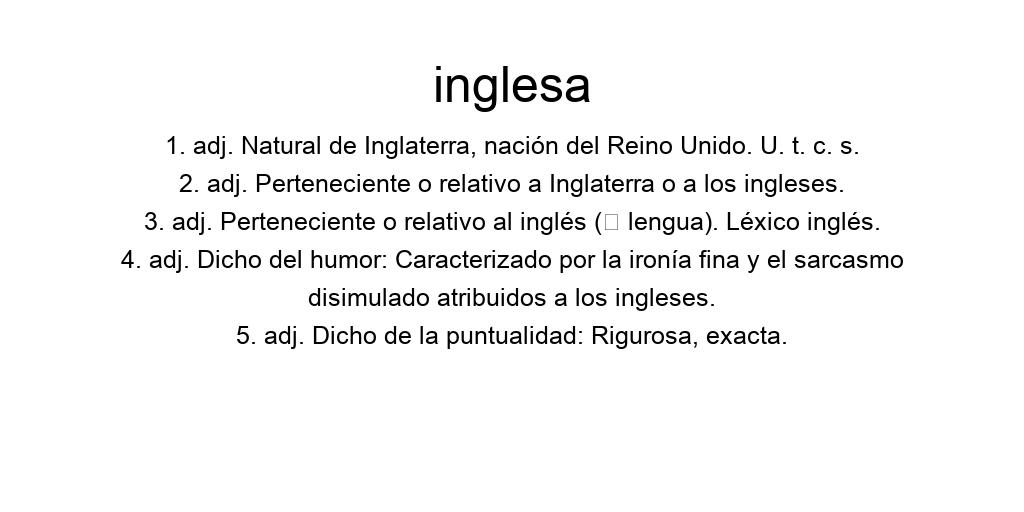 inglesa
1. adj. Natural de Inglaterra, nación del Reino Unido. U. t. c. s.
2. adj. Perteneciente o relativo a Inglaterra o a los ingleses.
3. adj. Perteneciente o relativo al inglés (□ lengua). Léxico inglés.
4. adj. Dicho del humor: Caracterizado por la ironía fina y el sarcasmo
disimulado atribuidos a los ingleses.
5. adj. Dicho de la puntualidad: Rigurosa, exacta.